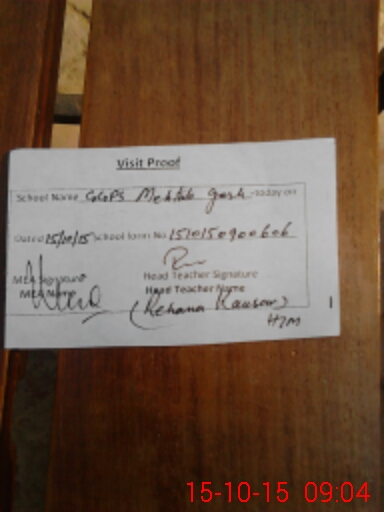 Visit Proof
School Name GGPS Mehtab garh today on
Dated 15/10/15 School form No 1510150900606
MEA Signature Head Teacher Signature
MEA Name Head Teacher Name
(Rehana Kausar)
H/M
15-10-15 09:04